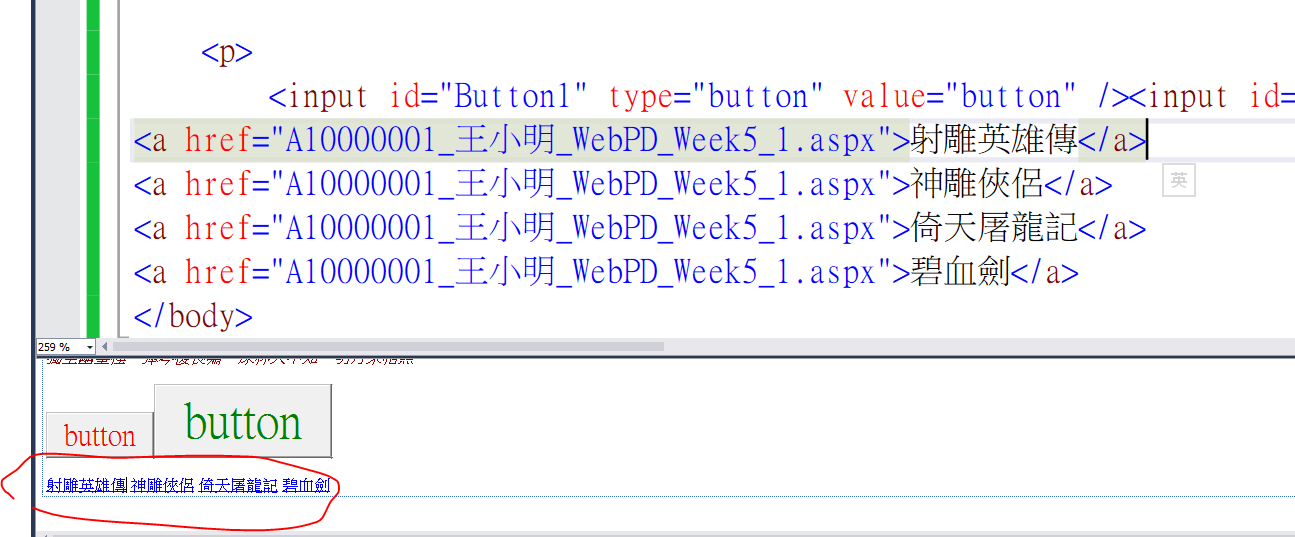 <p>
<input id="Button1" type="button" value="button" /><input id=
<a href="A10000001_王小明_WebPD_Week5_1.aspx">射雕英雄傳</a>
英
<a href="A10000001_王小明_WebPD_Week5_1.aspx">神雕俠侶</a>
<a href="A10000001_王小明_WebPD_Week5_1.aspx">倚天屠龍記</a>
<a href="A10000001_王小明_WebPD_Week5_1.aspx">碧血劍</a>
</body>
259 %
button
button
射雕英雄傳 神雕俠侶 倚天屠龍記 碧血劍